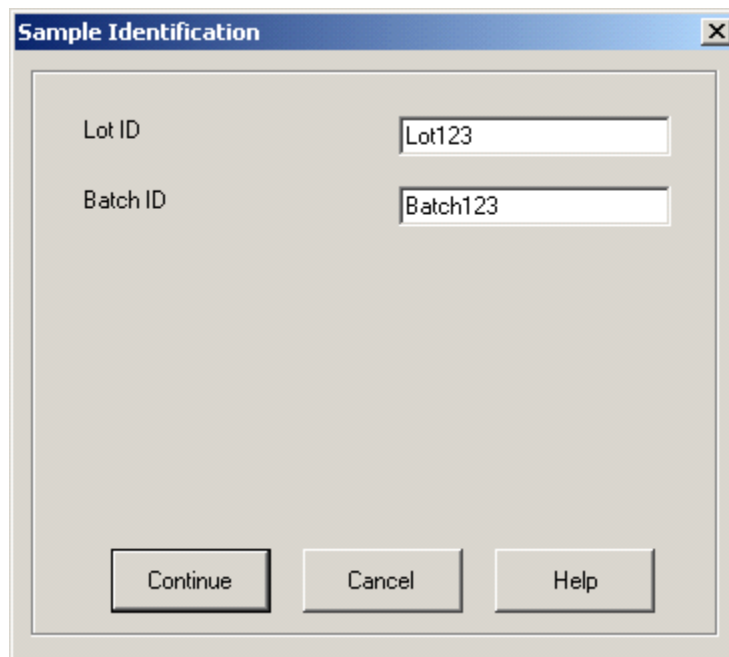 Sample Identification
Lot ID Lot123
Batch ID Batch123
Continue Cancel Help